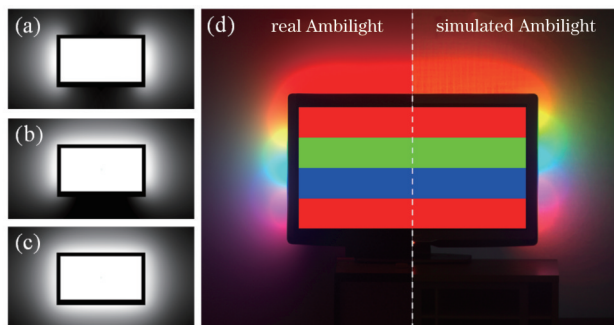 (a)
(b)
(c)
(d)
real Ambilight
simulated Ambilight